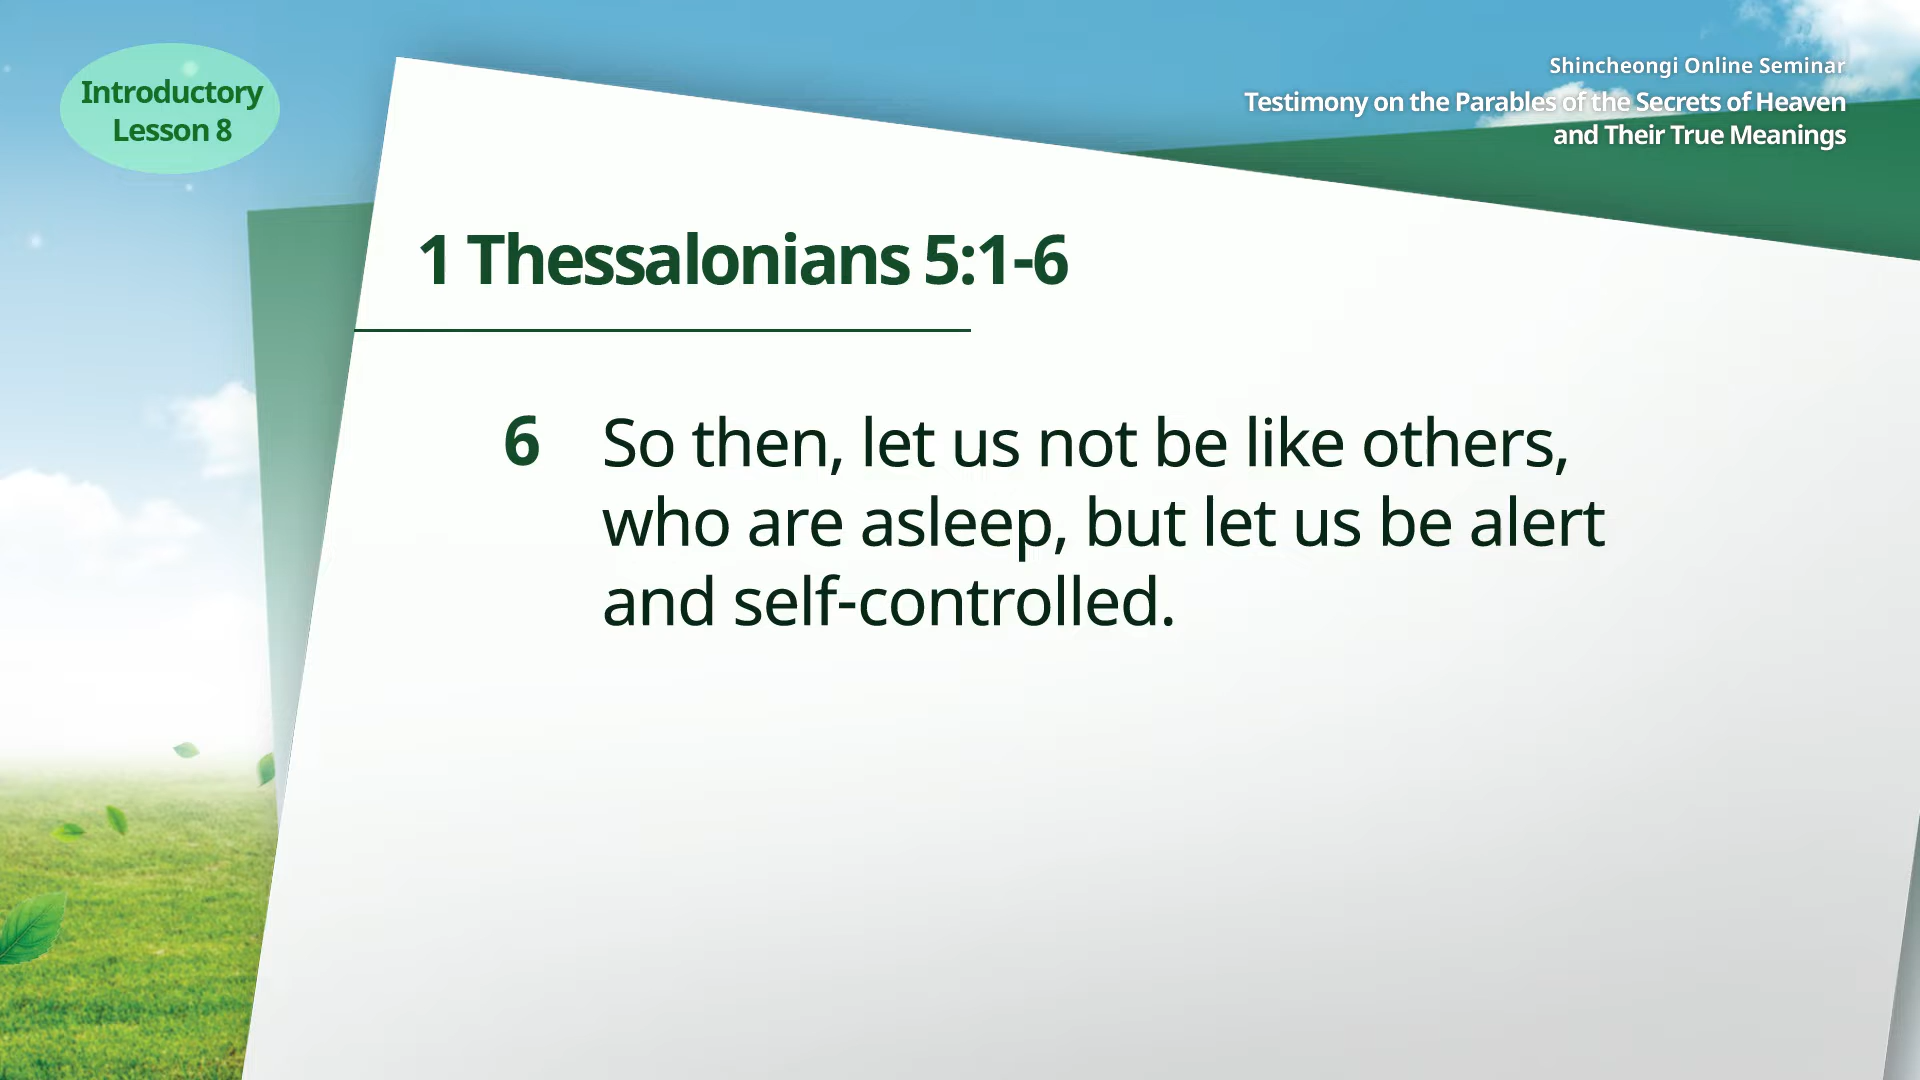 Introductory
Lesson 8
Shincheongi Online Seminar
Testimony on the Parables of the Secrets of Heaven
and Their True Meanings
1 Thessalonians 5:1-6
6 So then, let us not be like others,
who are asleep, but let us be alert
and self-controlled.